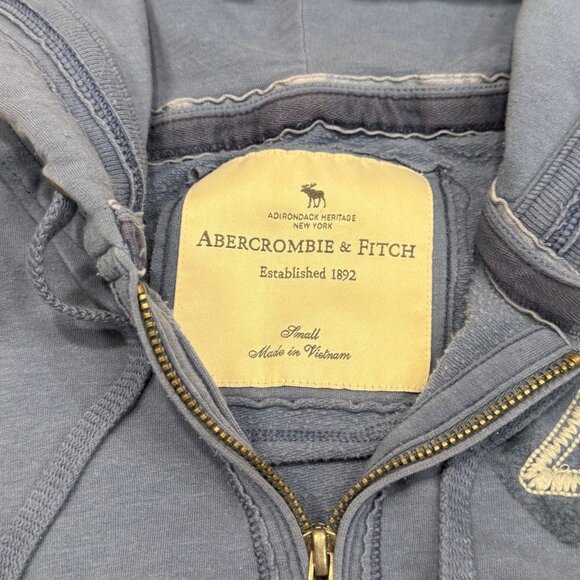 ADIRONDACK HERITAGE
NEW YORK
ABERCROMBIE & FITCH
Established 1892
Small
Made in Vietnam